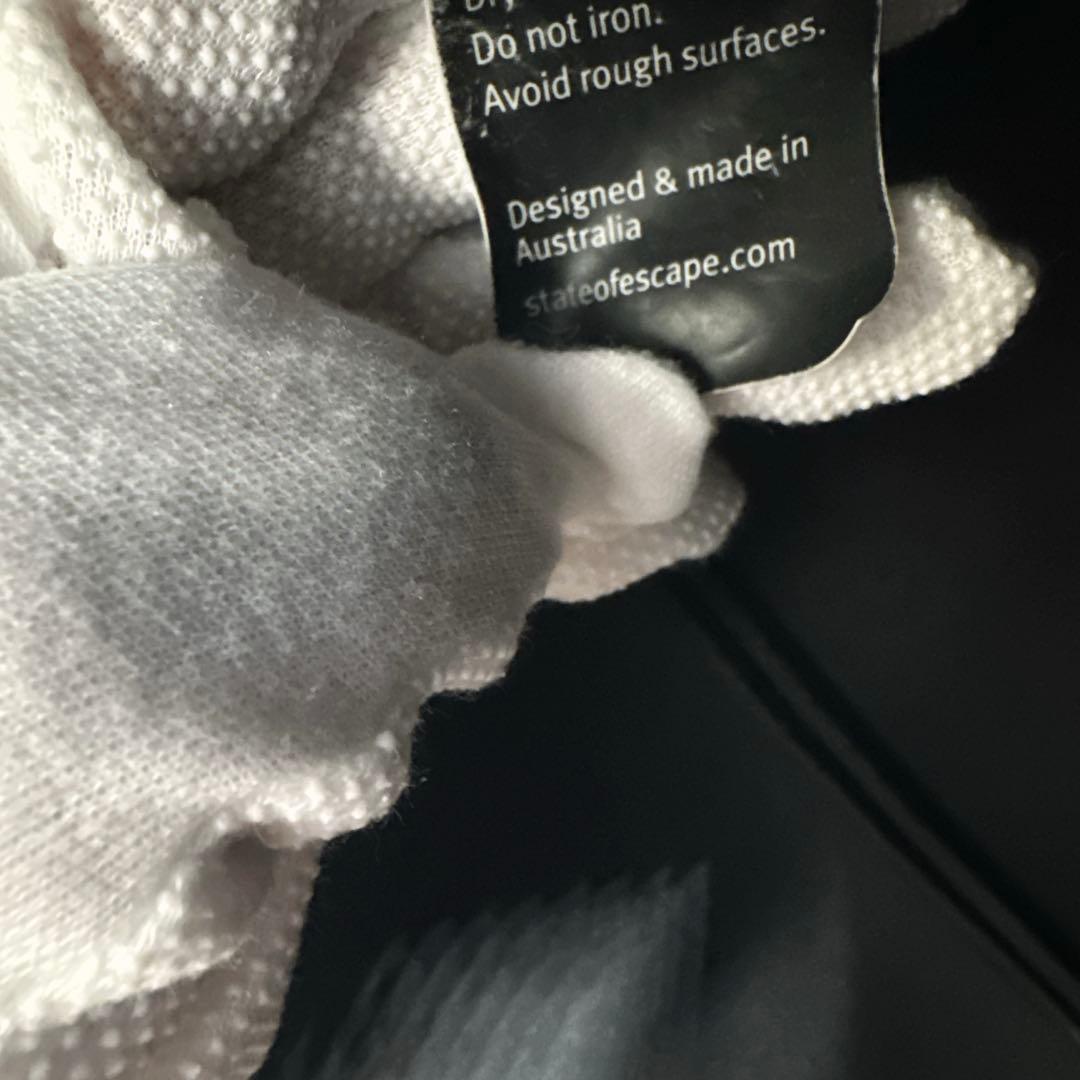 Do not iron.
Avoid rough surfaces.
Designed & made in
Australia
stateofescape.com